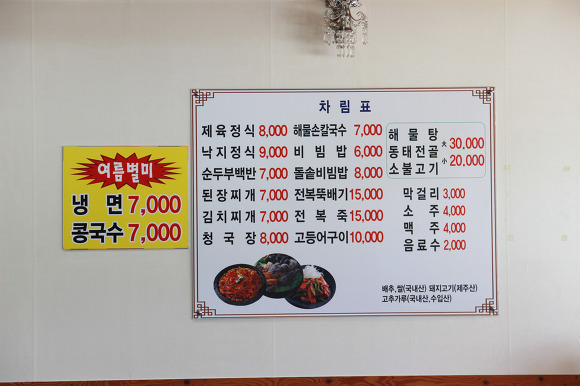 여름별미
냉면 7,000
콩국수 7,000
차림표
제육정식 8,000
낙지정식 9,000
순두부백반 7,000
된장찌개 7,000
김치찌개 7,000
청국장 8,000
해물손칼국수 7,000
비빔밥 6,000
돌솥비빔밥 8,000
전복뚝배기 15,000
전복죽 15,000
고등어구이 10,000
해물탕
동태전골
소불고기
大 30,000
小 20,000
막걸리 3,000
소주 4,000
맥주 4,000
음료수 2,000
배추,쌀(국내산) 돼지고기(제주산)
고추가루(국내산,수입산)